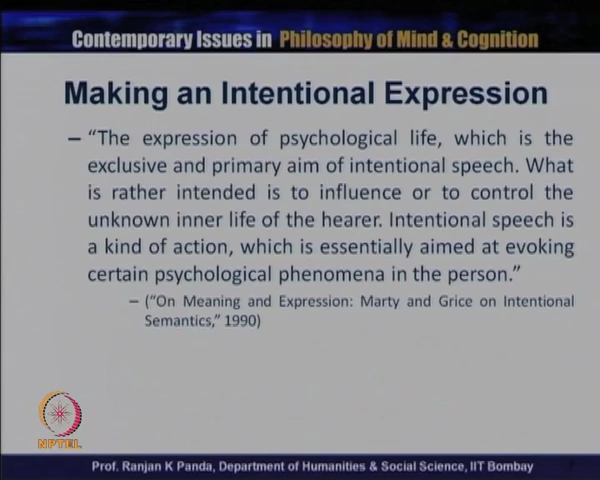 Contemporary Issues in Philosophy of Mind & Cognition
Making an Intentional Expression
– “The expression of psychological life, which is the
exclusive and primary aim of intentional speech. What
is rather intended is to influence or to control the
unknown inner life of the hearer. Intentional speech is
a kind of action, which is essentially aimed at evoking
certain psychological phenomena in the person.”
– (“On Meaning and Expression: Marty and Grice on Intentional
Semantics,” 1990)
NPTEL
Prof. Ranjan K Panda, Department of Humanities & Social Science, IIT Bombay